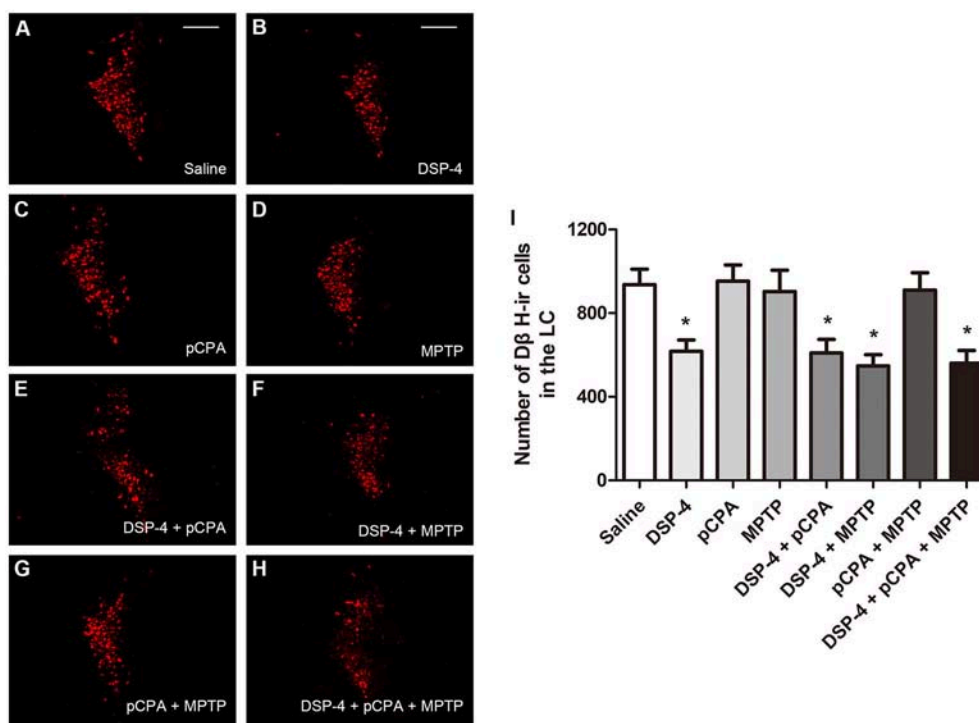 A
Saline
B
DSP-4
C
pCPA
D
MPTP
E
DSP-4 + pCPA
F
DSP-4 + MPTP
G
pCPA + MPTP
H
DSP-4 + pCPA + MPTP
I
Number of Dβ H-ir cells
in the LC
1200
800
400
0
*
*
*
*
Saline
DSP-4
pCPA
MPTP
DSP-4 + pCPA
DSP-4 + MPTP
pCPA + MPTP
DSP-4 + pCPA + MPTP